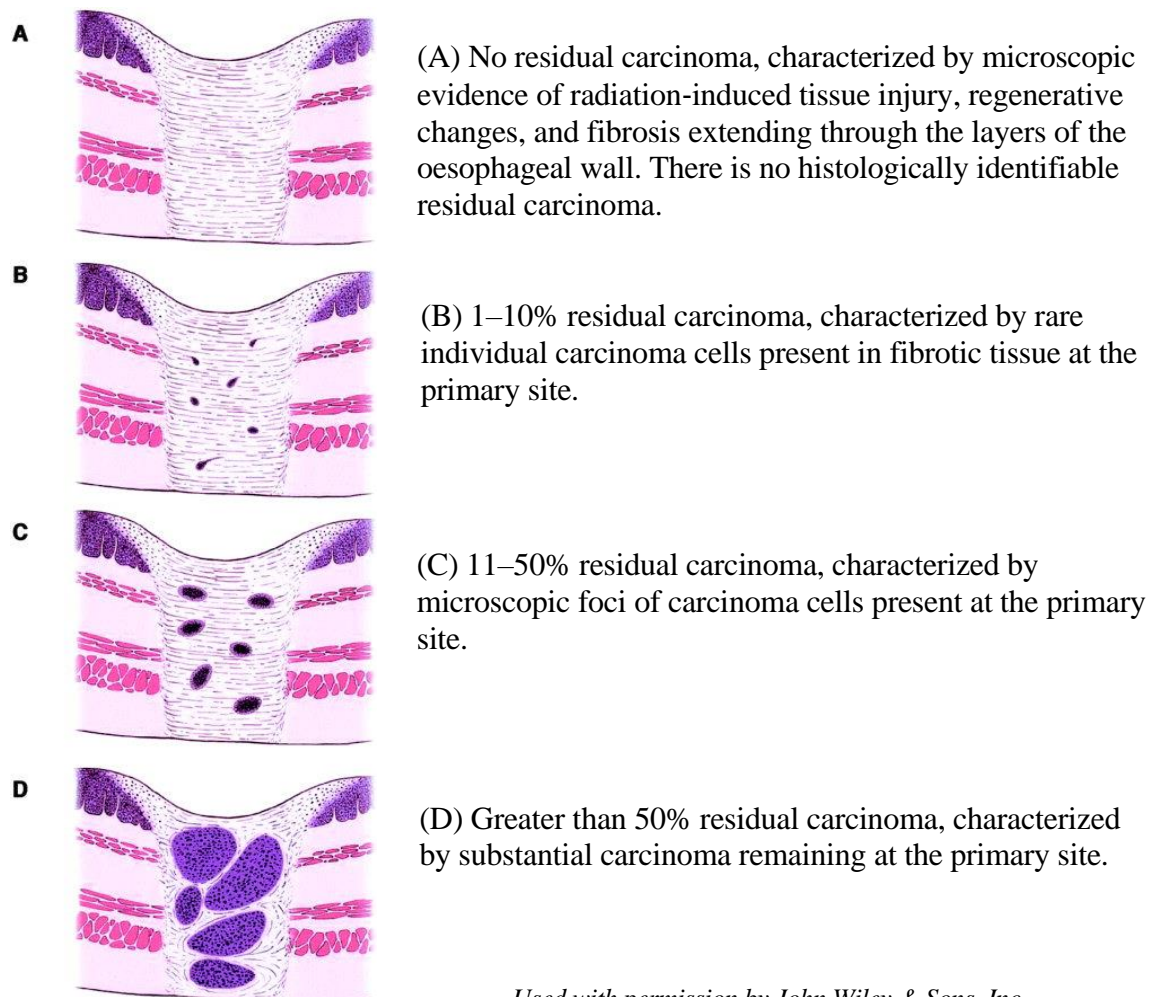 A
(A) No residual carcinoma, characterized by microscopic
evidence of radiation-induced tissue injury, regenerative
changes, and fibrosis extending through the layers of the
oesophageal wall. There is no histologically identifiable
residual carcinoma.
B
(B) 1–10% residual carcinoma, characterized by rare
individual carcinoma cells present in fibrotic tissue at the
primary site.
C
(C) 11–50% residual carcinoma, characterized by
microscopic foci of carcinoma cells present at the primary
site.
D
(D) Greater than 50% residual carcinoma, characterized
by substantial carcinoma remaining at the primary site.
Used with permission by John Wiley & Sons, Inc